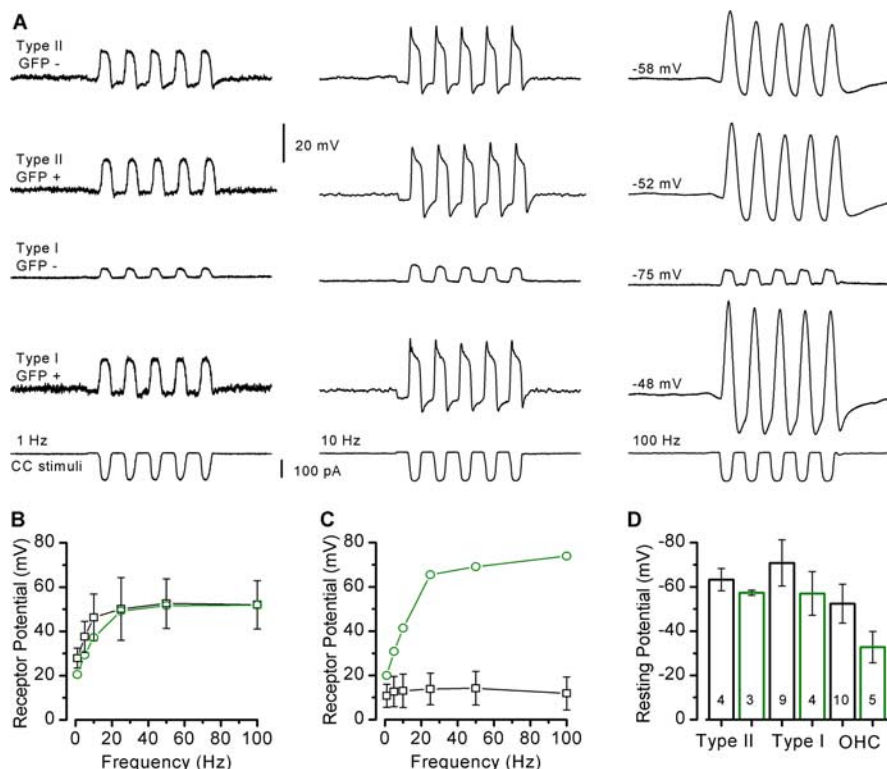 A
Type II
GFP -
-58 mV
20 mV
Type II
GFP +
-52 mV
Type I
GFP -
-75 mV
Type I
GFP +
-48 mV
1 Hz
10 Hz
100 Hz
CC stimuli
100 pA
B
C
D
80
60
40
20
0
Receptor Potential (mV)
0 20 40 60 80 100
Frequency (Hz)
80
60
40
20
0
Receptor Potential (mV)
0 20 40 60 80 100
Frequency (Hz)
-80
-60
-40
-20
0
Resting Potential (mV)
4 3 9 4 10 5
Type II Type I OHC